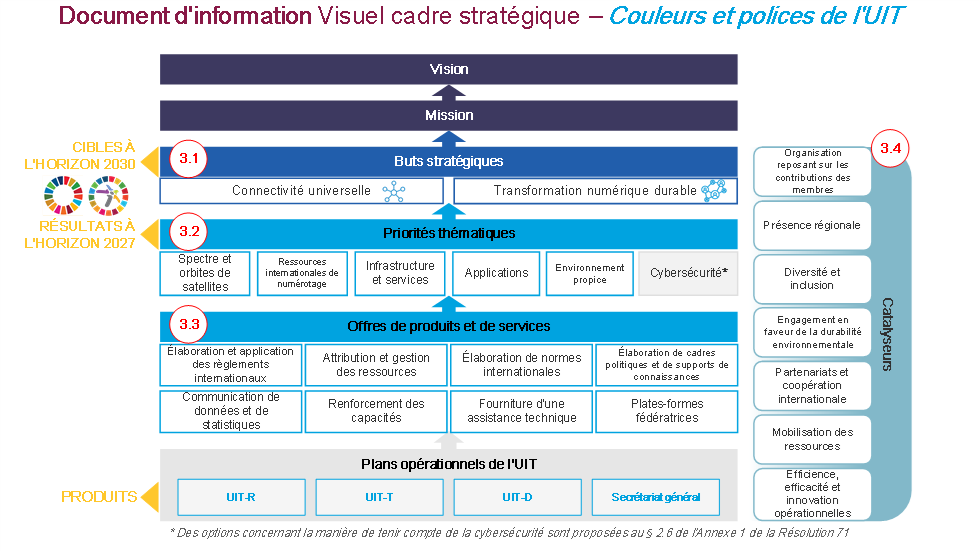 Document d'information Visuel cadre stratégique – Couleurs et polices de l'UIT
Vision
Mission
CIBLES À
L'HORIZON 2030
3.1
Buts stratégiques
Connectivité universelle
Transformation numérique durable
RÉSULTATS À
L'HORIZON 2027
3.2
Priorités thématiques
Spectre et
orbites de
satellites
Ressources
internationales de
numérotage
Infrastructure
et services
Applications
Environnement
propice
Cybersécurité*
3.3
Offres de produits et de services
Élaboration et application
des règlements
internationaux
Attribution et gestion
des ressources
Élaboration de normes
internationales
Élaboration de cadres
politiques et de supports de
connaissances
Communication de
données et de
statistiques
Renforcement des
capacités
Fourniture d'une
assistance technique
Plates-formes
fédératrices
Plans opérationnels de l'UIT
PRODUITS
UIT-R
UIT-T
UIT-D
Secrétariat général
3.4
Organisation
reposant sur les
contributions des
membres
Présence régionale
Diversité et
inclusion
Engagement en
faveur de la durabilité
environnementale
Partenariats et
coopération
internationale
Mobilisation des
ressources
Efficience,
efficacité et
innovation
opérationnelles
Catalyseurs
* Des options concernant la manière de tenir compte de la cybersécurité sont proposées au § 2.6 de l'Annexe 1 de la Résolution 71